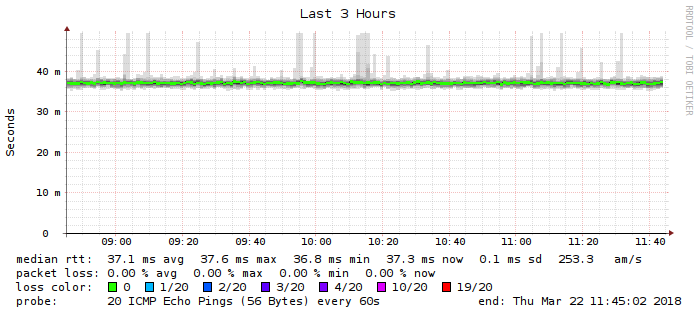 Last 3 Hours
RRDTOOL / TOBI OETIKER
Seconds
40 m
30 m
20 m
10 m
0
09:00 09:20 09:40 10:00 10:20 10:40 11:00 11:20 11:40
median rtt: 37.1 ms avg 37.6 ms max 36.8 ms min 37.3 ms now 0.1 ms sd 253.3 am/s
packet loss: 0.00 % avg 0.00 % max 0.00 % min 0.00 % now
loss color: 0 1/20 2/20 3/20 4/20 10/20 19/20
probe: 20 ICMP Echo Pings (56 Bytes) every 60s end: Thu Mar 22 11:45:02 2018